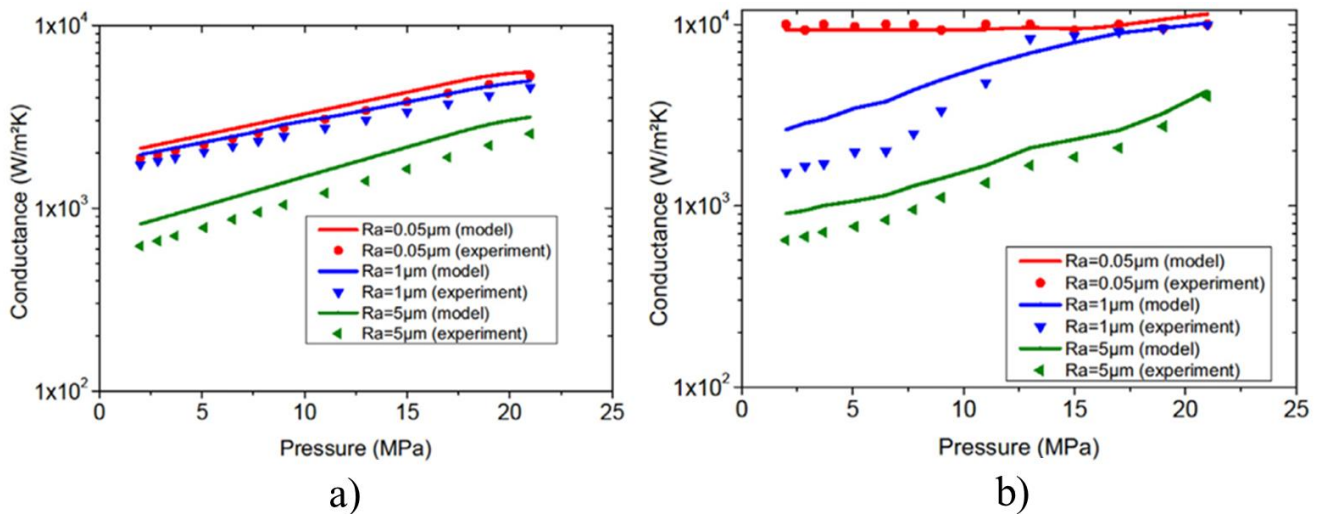 1x10⁴
1x10³
1x10²
Conductance (W/m²K)
Ra=0.05μm (model)
Ra=0.05μm (experiment)
Ra=1μm (model)
Ra=1μm (experiment)
Ra=5μm (model)
Ra=5μm (experiment)
0 5 10 15 20 25
Pressure (MPa)
a)
1x10⁴
1x10³
1x10²
Conductance (W/m²K)
Ra=0.05μm (model)
Ra=0.05μm (experiment)
Ra=1μm (model)
Ra=1μm (experiment)
Ra=5μm (model)
Ra=5μm (experiment)
0 5 10 15 20 25
Pressure (MPa)
b)